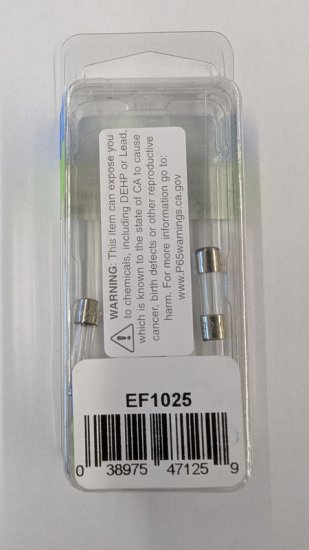 WARNING: This item can expose you
to chemicals, including DEHP or Lead,
which is known to the state of CA to cause
cancer, birth defects or other reproductive
harm. For more information go to:
www.P65warnings.ca.gov
EF1025
0 38975 47125 9